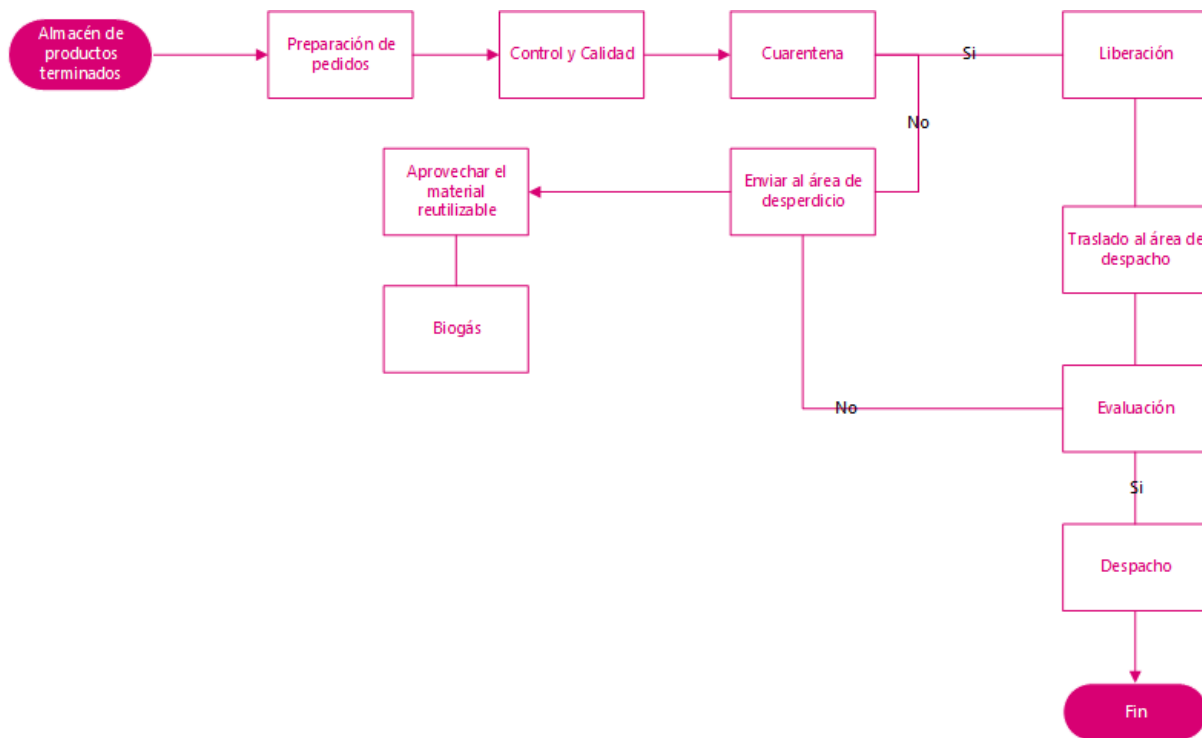 Almacén de
productos
terminados
Preparación de
pedidos
Control y Calidad
Cuarentena
Si
Liberación
No
Aprovechar el
material
reutilizable
Enviar al área de
desperdicio
Traslado al área de
despacho
Biogás
No
Evaluación
Si
Despacho
Fin